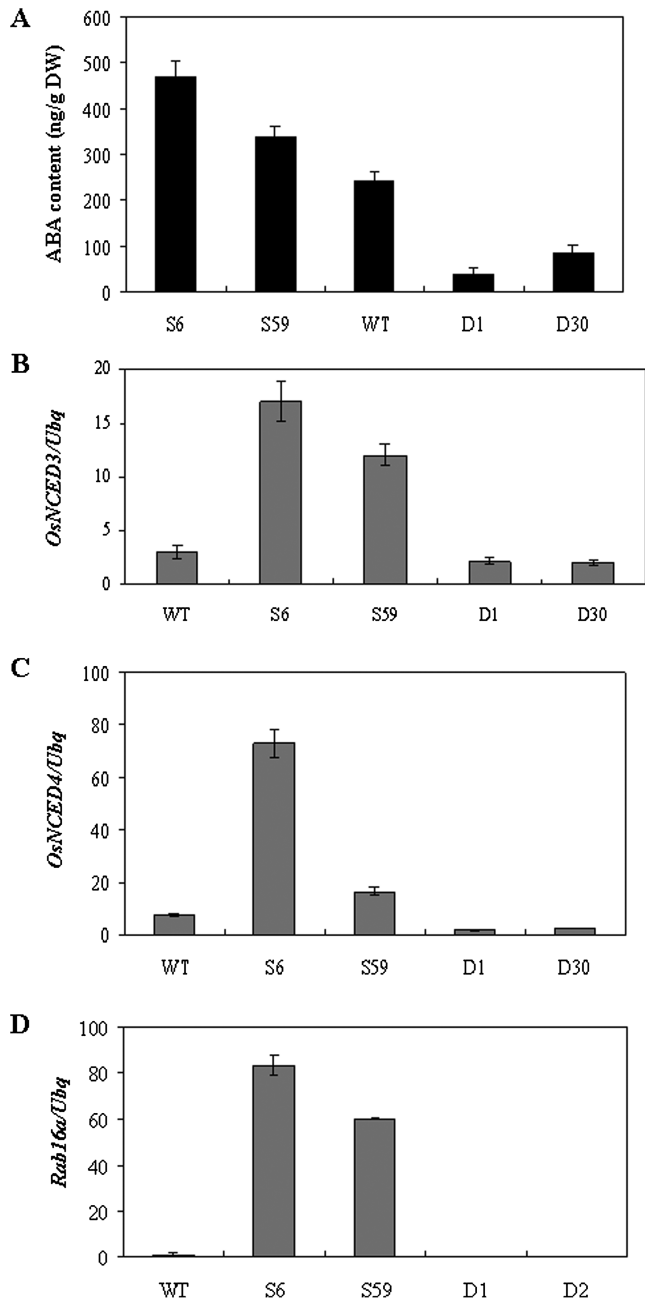 A
ABA content (ng/g DW)
600
500
400
300
200
100
0
S6 S59 WT D1 D30
B
OsNCED3/Ubq
20
15
10
5
0
WT S6 S59 D1 D30
C
OsNCED4/Ubq
100
80
60
40
20
0
WT S6 S59 D1 D30
D
Rab16a/Ubq
100
80
60
40
20
0
WT S6 S59 D1 D2